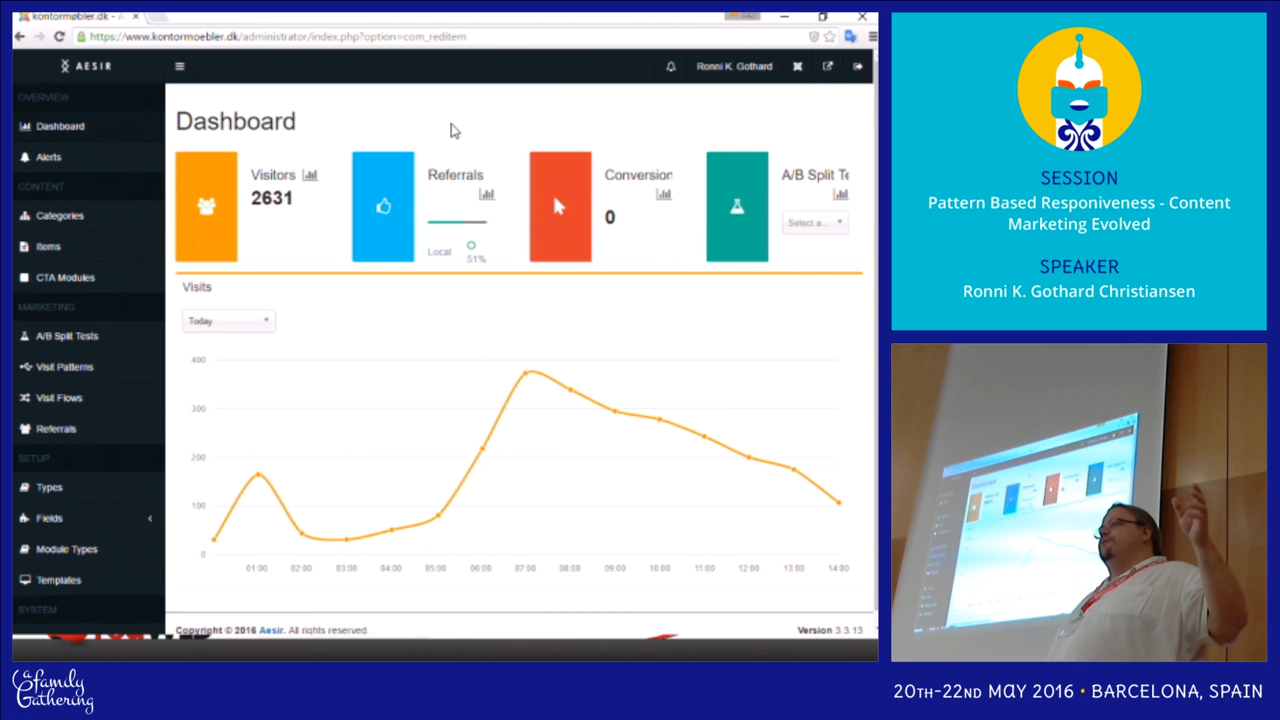 kontormøbler.dk - A
https://www.kontormoebler.dk/administrator/index.php?option=com_reditem
AESIR
Ronni K. Gothard
OVERVIEW
Dashboard
Alerts
CONTENT
Categories
Items
CTA Modules
MARKETING
A/B Split Tests
Visit Patterns
Visit Flows
Referrals
SETUP
Types
Fields
Module Types
Templates
SYSTEM
Dashboard
Visitors
2631
Referrals
Local
51%
Conversion
0
A/B Split Te
Select a...
Visits
Today
400
300
200
100
0
01:00 02:00 03:00 04:00 05:00 06:00 07:00 08:00 09:00 10:00 11:00 12:00 13:00 14:00
Copyright © 2016 Aesir. All rights reserved.
Version 3.3.13
SESSION
Pattern Based Responiveness - Content
Marketing Evolved
SPEAKER
Ronni K. Gothard Christiansen
a family
Gathering
20TH-22ND MAY 2016 • BARCELONA, SPAIN